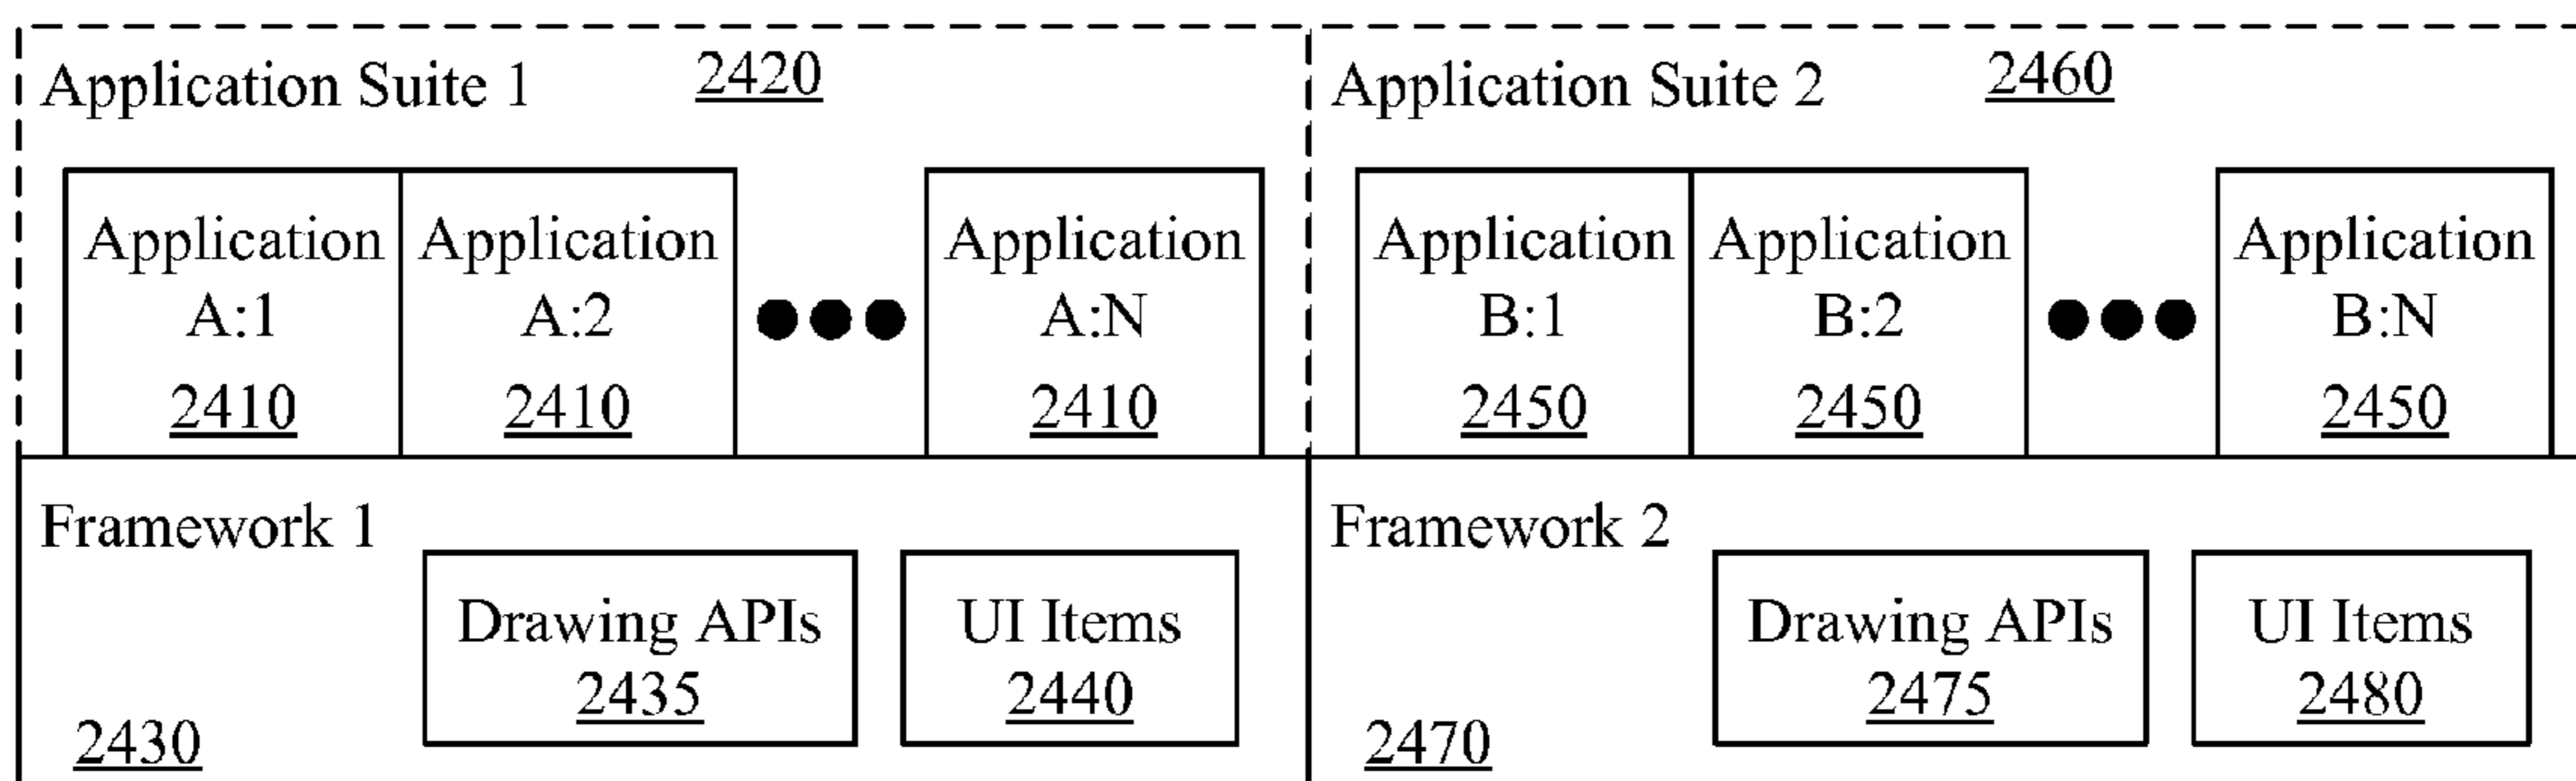 Application Suite 1 2420
Application Suite 2 2460
Application Application Application
A:1 A:2 A:N
2410 2410 2410
Application Application Application
B:1 B:2 B:N
2450 2450 2450
Framework 1
Drawing APIs UI Items
2435 2440
2430
Framework 2
Drawing APIs UI Items
2475 2480
2470